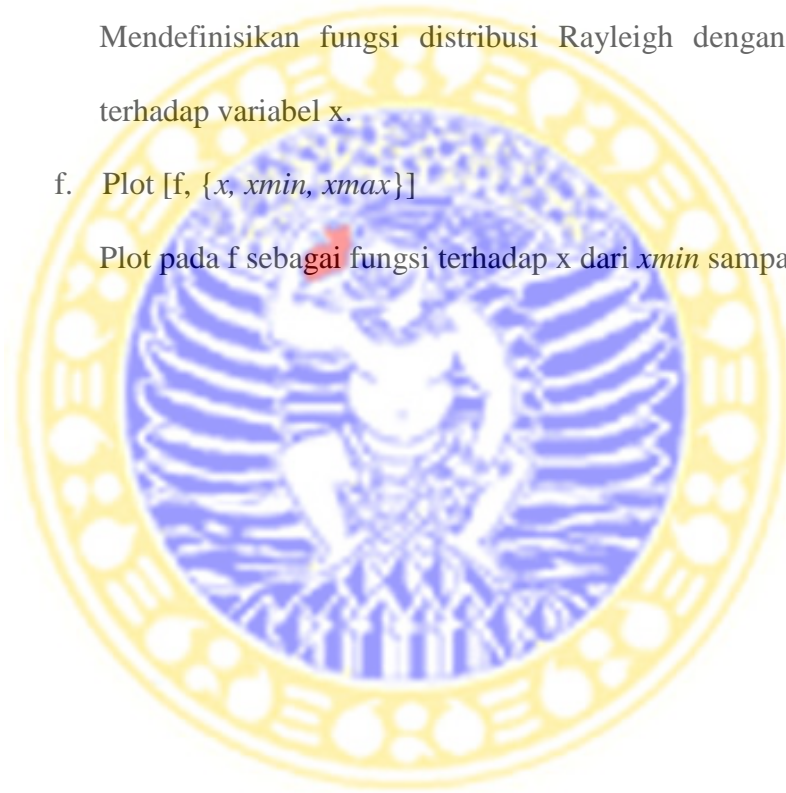 Mendefinisikan fungsi distribusi Rayleigh dengan
terhadap variabel x.
f. Plot [f, {x, xmin, xmax}]
Plot pada f sebagai fungsi terhadap x dari xmin sampa